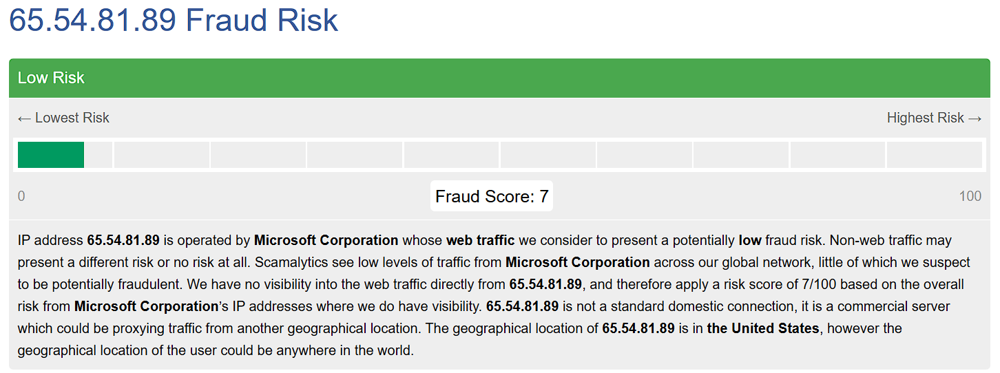 65.54.81.89 Fraud Risk
Low Risk
← Lowest Risk
Highest Risk →
0
Fraud Score: 7
100
IP address 65.54.81.89 is operated by Microsoft Corporation whose web traffic we consider to present a potentially low fraud risk. Non-web traffic may
present a different risk or no risk at all. Scamalytics see low levels of traffic from Microsoft Corporation across our global network, little of which we suspect
to be potentially fraudulent. We have no visibility into the web traffic directly from 65.54.81.89, and therefore apply a risk score of 7/100 based on the overall
risk from Microsoft Corporation’s IP addresses where we do have visibility. 65.54.81.89 is not a standard domestic connection, it is a commercial server
which could be proxying traffic from another geographical location. The geographical location of 65.54.81.89 is in the United States, however the
geographical location of the user could be anywhere in the world.